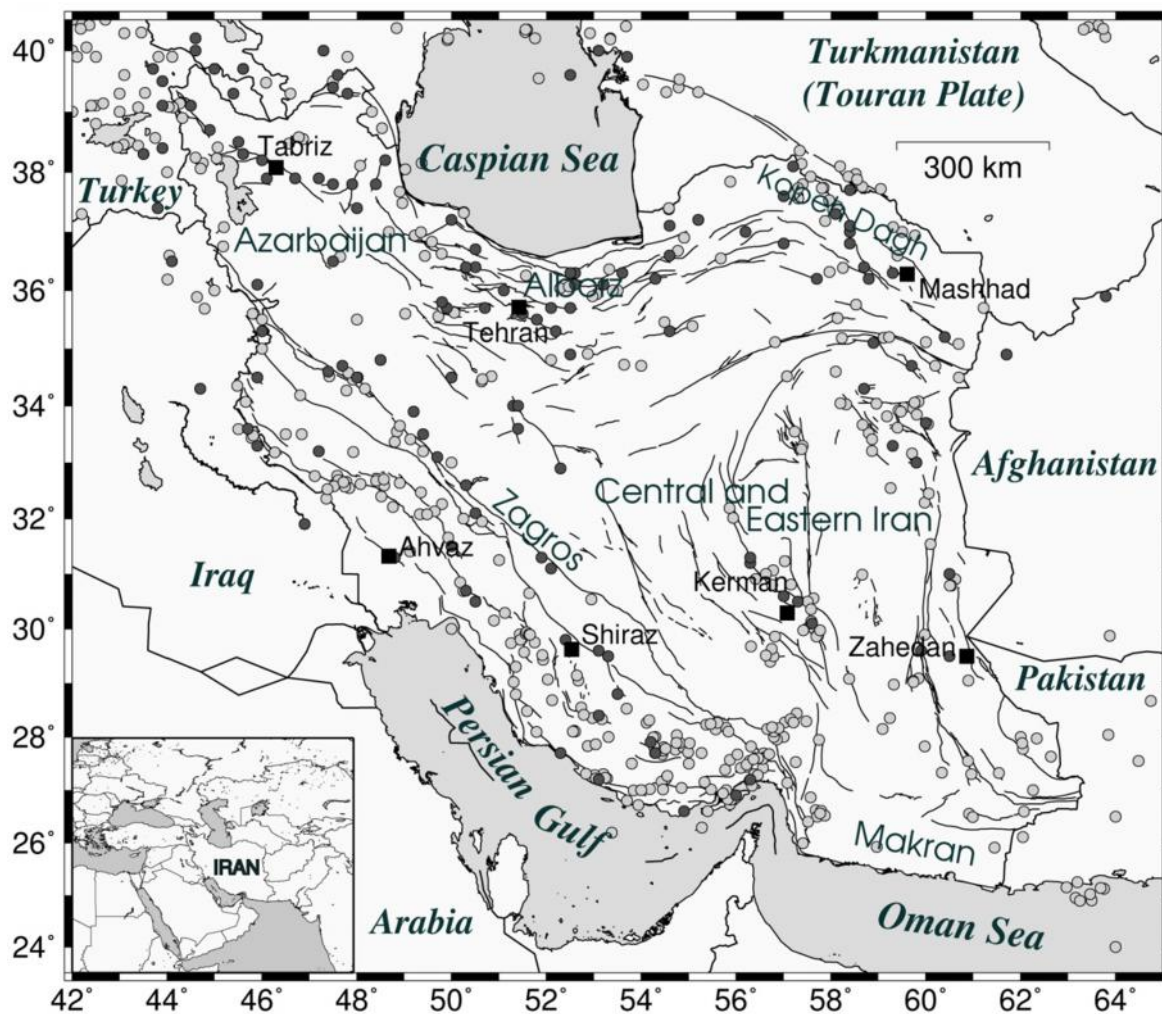 40°
38°
36°
34°
32°
30°
28°
26°
24°
42°
44°
46°
48°
50°
52°
54°
56°
58°
60°
62°
64°
Turkmanistan
(Touran Plate)
300 km
Caspian Sea
Tabriz
Turkey
Kopeh Dagh
Azarbaijan
Alborz
Mashhad
Tehran
Afghanistan
Central and
Eastern Iran
Zagros
Ahvaz
Iraq
Kerman
Shiraz
Zahedan
Pakistan
Persian Gulf
IRAN
Makran
Arabia
Oman Sea